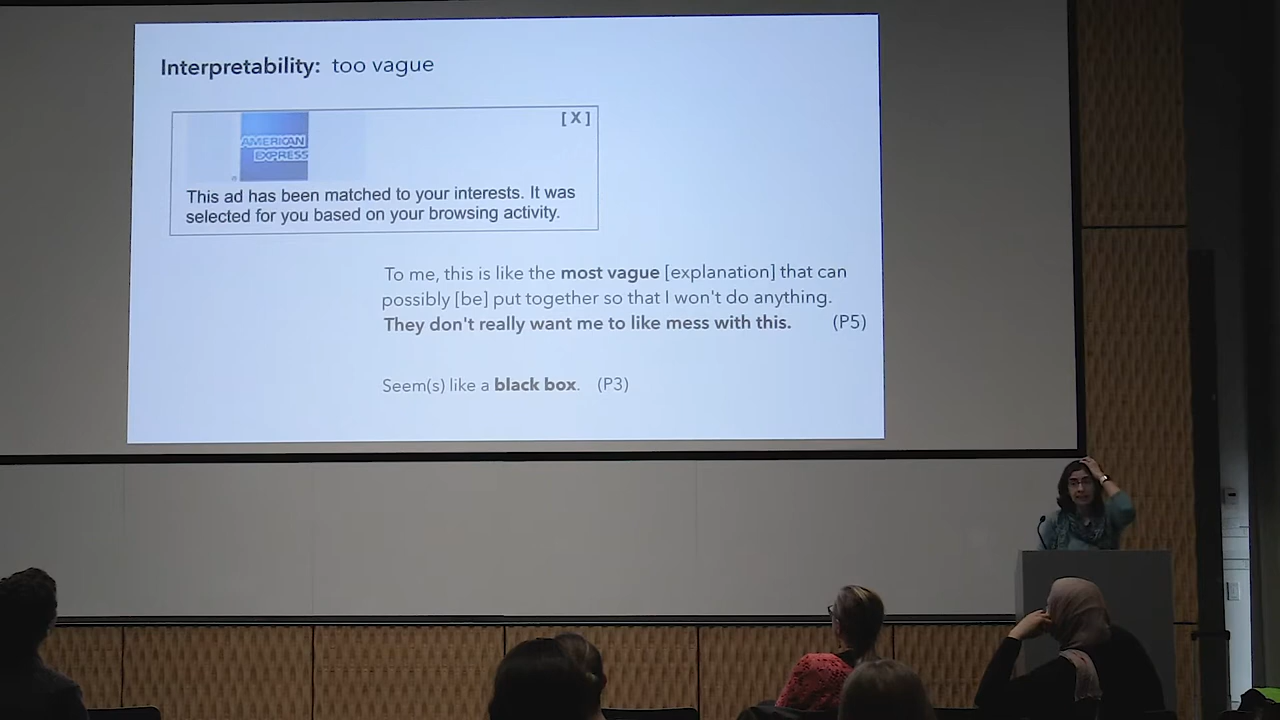 Interpretability: too vague
[X]
AMERICAN
EXPRESS
This ad has been matched to your interests. It was
selected for you based on your browsing activity.
To me, this is like the most vague [explanation] that can
possibly [be] put together so that I won't do anything.
They don't really want me to like mess with this. (P5)
Seem(s) like a black box. (P3)